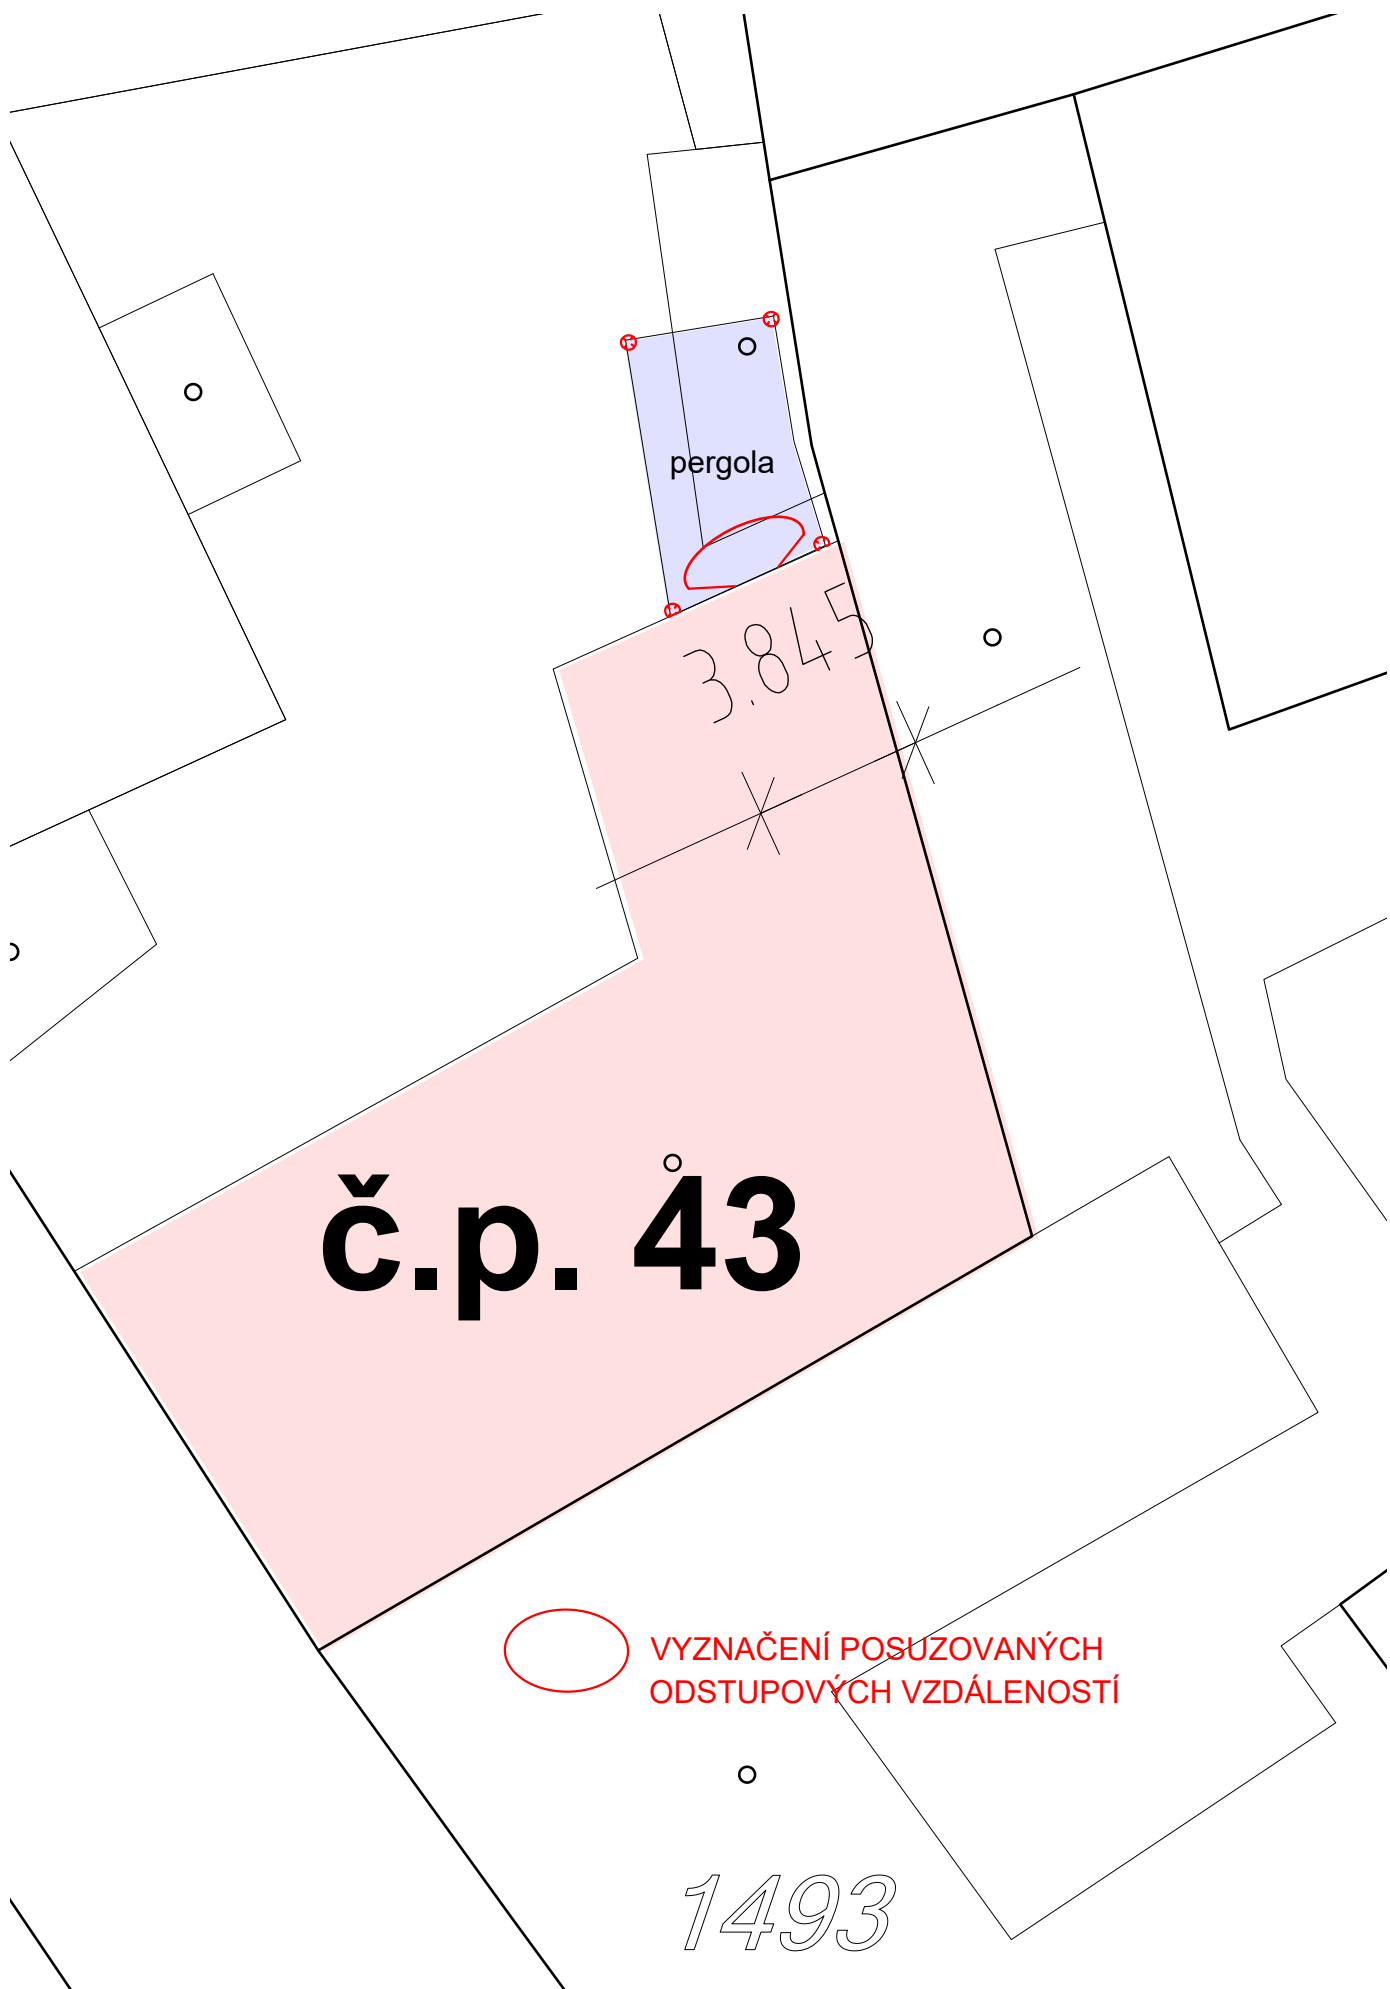 pergola
3.845
č.p. 43
VYZNAČENÍ POSUZOVANÝCH
ODSTUPOVÝCH VZDÁLENOSTÍ
1493